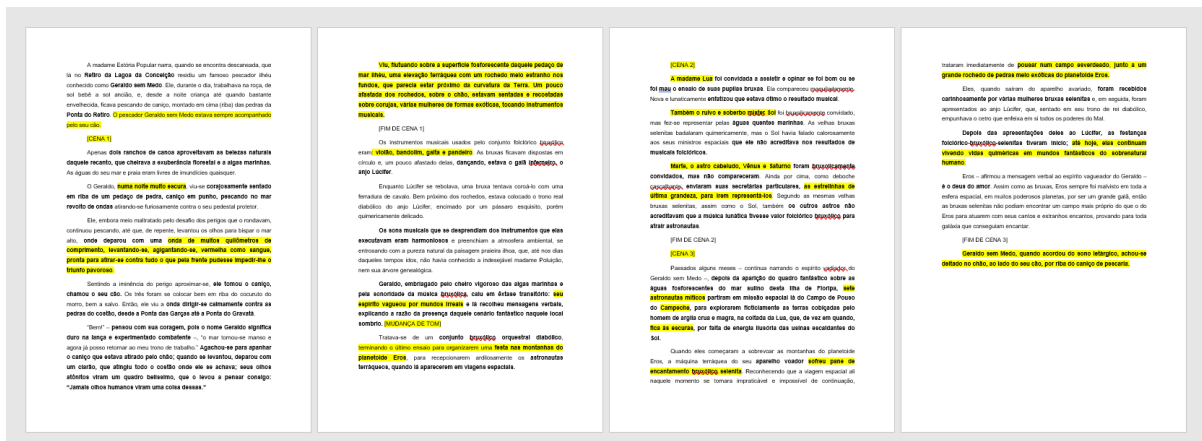 A madame Estória Popular narra, quando se encontra descansada, que
lá no Retiro da Lagoa da Conceição residiu um famoso pescador ilhéu
conhecido como Geraldo sem Medo. Ele, durante o dia, trabalhava na roça, de
sol bebê a sol ancião, e, desde a noite criança até quando bastante
envelhecida, ficava pescando de caniço, montado em cima (riba) das pedras da
Ponta do Retiro. O pescador Geraldo sem Medo estava sempre acompanhado
pelo seu cão.
[CENA 1]
Apenas dois ranchos de canoa aproveitavam as belezas naturais
daquele recanto, que cheirava a exuberância florestal e a algas marinhas.
As águas do seu mar e praia eram livres de imundícies quaisquer.
O Geraldo, numa noite muito escura, viu-se corajosamente sentado
em riba de um pedaço de pedra, caniço em punho, pescando no mar
revolto de ondas atirando-se furiosamente contra o seu pedestal protetor.
Ele, embora meio maltratado pelo desafio dos perigos que o rondavam,
continuou pescando, até que, de repente, levantou os olhos para bispar o mar
alto, onde deparou com uma onda de muitos quilômetros de
comprimento, levantando-se, agigantando-se, vermelha como sangue,
pronta para atirar-se contra tudo o que pela frente pudesse impedir-lhe o
triunfo pavoroso.
Sentindo a iminência do perigo aproximar-se, ele tomou o caniço,
chamou o seu cão. Os três foram se colocar bem em riba do cocuruto do
morro, bem a salvo. Então, ele viu a onda dirigir-se calmamente contra as
pedras do costão, desde a Ponta das Garças até à Ponta do Gravatá.
"Bem!" – pensou com sua coragem, pois o nome Geraldo significa
duro na lança e experimentado combatente –, "o mar tornou-se manso e
agora já posso retornar ao meu trono de trabalho." Agachou-se para apanhar
o caniço que estava atirado pelo chão; quando se levantou, deparou com
um clarão, que atingiu todo o costão onde ele se achava; seus olhos
atônitos viram um quadro belíssimo, que o levou a pensar consigo:
"Jamais olhos humanos viram uma coisa dessas."
Viu, flutuando sobre a superfície fosforescente daquele pedaço de
mar ilhéu, uma elevação terráquea com um rochedo meio estranho nos
fundos, que parecia estar próximo da curvatura da Terra. Um pouco
afastada dos rochedos, sobre o chão, estavam sentadas e recostadas
sobre corujas, várias mulheres de formas exóticas, tocando instrumentos
musicais.
[FIM DE CENA 1]
Os instrumentos musicais usados pelo conjunto folclórico bruxólico
eram: violão, bandolim, gaita e pandeiro. As bruxas ficavam dispostas em
círculo e, um pouco afastado delas, dançando, estava o galã inferneiro, o
anjo Lúcifer.
Enquanto Lúcifer se rebolava, uma bruxa tentava coroá-lo com uma
ferradura de cavalo. Bem próximo dos rochedos, estava colocado o trono real
diabólico do anjo Lúcifer, encimado por um pássaro esquisito, porém
quimericamente delicado.
Os sons musicais que se desprendiam dos instrumentos que elas
executavam eram harmoniosos e preenchiam a atmosfera ambiental, se
entrosando com a pureza natural da paisagem praieira ilhoa, que, até nos dias
daqueles tempos idos, não havia conhecido a indesejável madame Poluição,
nem sua árvore genealógica.
Geraldo, embriagado pelo cheiro vigoroso das algas marinhas e
pela sonoridade da musica bruxólica, caiu em êxtase transitório; seu
espírito vagueou por mundos irreais e lá recolheu mensagens verbais,
explicando a razão da presença daquele cenário fantástico naquele local
sombrio. [MUDANÇA DE TOM]
Tratava-se de um conjunto bruxólico orquestral diabólico,
terminando o último ensaio para organizarem uma festa nas montanhas do
planetoide Eros, para recepcionarem ardilosamente os astronautas
terráqueos, quando lá aparecerem em viagens espaciais.
[CENA 2]
A madame Lua foi convidada a assistir e opinar se foi bom ou se
foi mau o ensaio de suas pupilas bruxas. Ela compareceu
Nova e lunaticamente enfatizou que estava ótimo o resultado musical.
Também o ruivo e soberbo mister Sol foi bruxolicamente convidado,
mas fez-se representar pelas águas quentes marinhas. As velhas bruxas
selenitas badalaram quimericamente, mas o Sol havia falado calorosamente
aos seus ministros espaciais que ele não acreditava nos resultados de
musicais folclóricos.
Marte, o astro cabeludo, Vênus e Saturno foram bruxolicamente
convidados, mas não compareceram. Ainda por cima, como deboche
enviaram suas secretárias particulares, as estrelinhas de
última grandeza, para irem representá-los. Segundo as mesmas velhas
bruxas selenitas, assim como o Sol, também os outros astros não
acreditavam que a música lunática tivesse valor folclórico bruxólico para
atrair astronautas.
[FIM DE CENA 2]
[CENA 3]
Passados alguns meses – continua narrando o espírito vadiado do
Geraldo sem Medo –, depois da aparição do quadro fantástico sobre as
águas fosforescentes do mar sulino desta ilha de Floripa, sete
astronautas míticos partiram em missão espacial lá do Campo de Pouso
do Campeche, para explorarem ficticiamente as terras cobiçadas pelo
homem de argila crua e magra, na coitada da Lua, que, de vez em quando,
fica às escuras, por falta de energia ilusória das usinas escaldantes do
Sol.
Quando eles começaram a sobrevoar as montanhas do planetoide
Eros, a máquina terráquea do seu aparelho voador sofreu pane de
encantamento bruxólico selenita. Reconhecendo que a viagem espacial ali
naquele momento se tornara impraticável e impossível de continuação,
trataram imediatamente de pousar num campo severdado, junto a um
grande rochedo de pedras meio exóticas do planetoide Eros.
Eles, quando saíram do aparelho avariado, foram recebidos
carinhosamente por várias mulheres bruxas selenitas e, em seguida, foram
apresentados ao anjo Lúcifer, que, sentado em seu trono de rei diabólico,
empunhava o cetro que enfeixa em si todos os poderes do Mal.
Depois das apresentações deles ao Lúcifer, as festanças
folclórico-bruxólico-selenitas tiveram início; até hoje, elas continuam
vivendo vidas quiméricas em mundos fantásticos do sobrenatural
humano.
Eros – afirmou a mensagem verbal ao espírito vagueador do Geraldo –
é o deus do amor. Assim como as bruxas, Eros sempre foi malvisto em toda a
esfera espacial, em muitos poderosos planetas, por ser um grande galã, então
as bruxas selenitas não podiam encontrar um campo mais próprio do que o do
Eros para atuarem com seus cantos e estranhos encantos, provando para toda
galáxia que conseguiam encantar.
[FIM DE CENA 3]
Geraldo sem Medo, quando acordou do sono letárgico, achou-se
deitado no chão, ao lado do seu cão, por riba do caniço de pescaria.